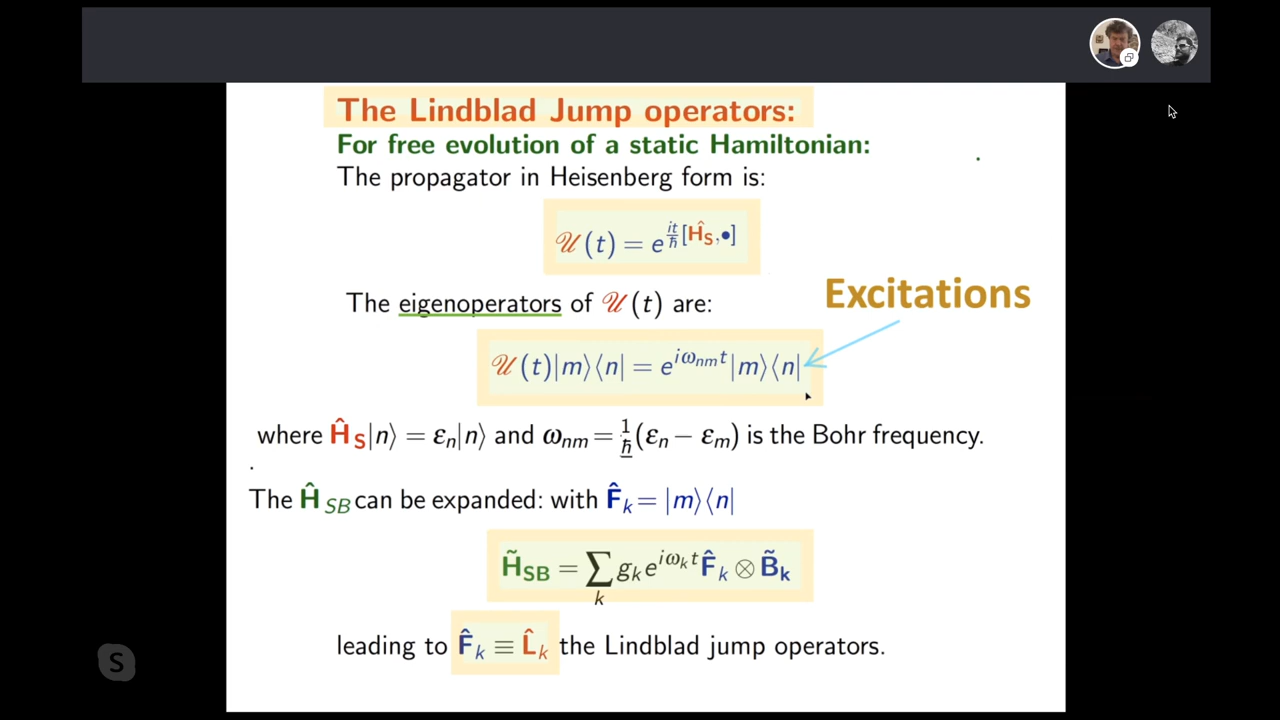 The Lindblad Jump operators:
For free evolution of a static Hamiltonian:
The propagator in Heisenberg form is:
𝒰(t) = e^{\frac{it}{ℏ}[Ĥ_S,•]}
Excitations
The eigenoperators of 𝒰(t) are:
𝒰(t)|m⟩⟨n| = e^{iω_{nm}t}|m⟩⟨n|
where Ĥ_S|n⟩ = ε_n|n⟩ and ω_{nm} = \frac{1}{ℏ}(ε_n − ε_m) is the Bohr frequency.
.
The Ĥ_{SB} can be expanded: with F̂_k = |m⟩⟨n|
H̃_{SB} = ∑_k g_k e^{iω_k t} F̂_k ⊗ B̃_k
leading to F̂_k ≡ L̂_k the Lindblad jump operators.
S